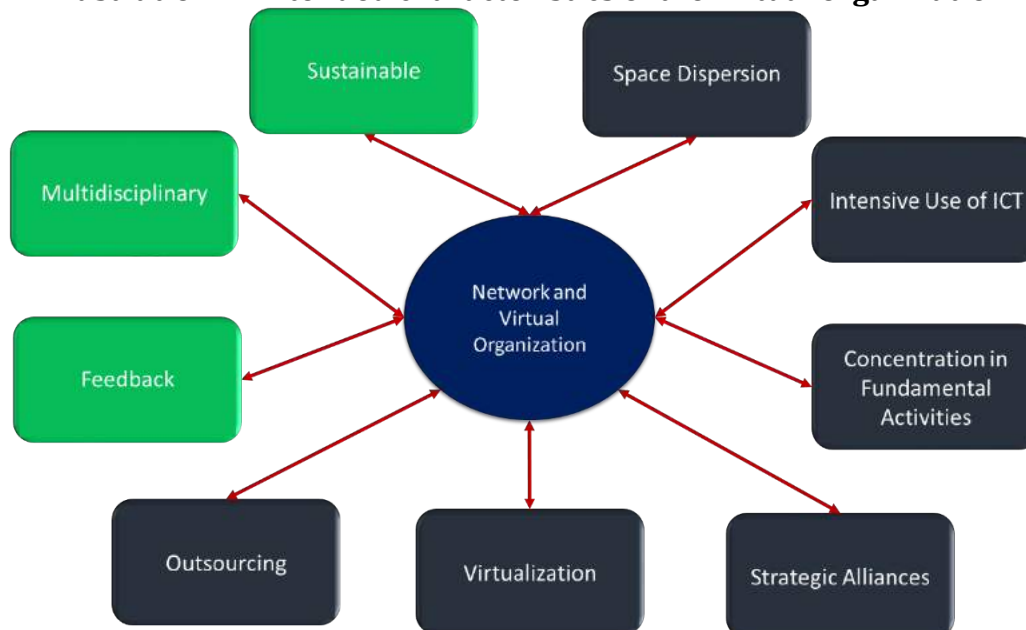 Sustainable
Space Dispersion
Multidisciplinary
Intensive Use of ICT
Network and
Virtual
Organization
Feedback
Concentration in
Fundamental
Activities
Outsourcing
Virtualization
Strategic Alliances